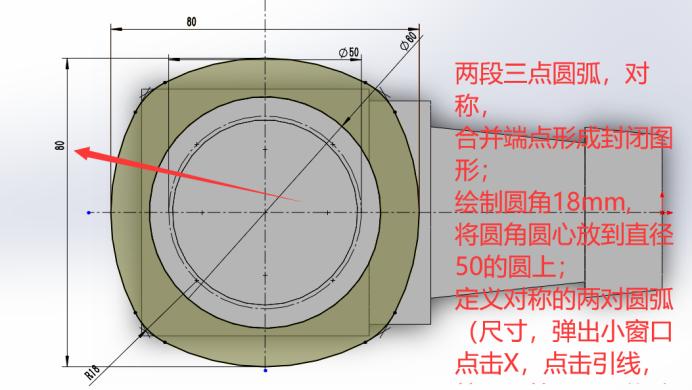 80
⌀50
⌀60
80
R18
两段三点圆弧，对
称，
合并端点形成封闭图
形；
绘制圆角18mm,
将圆角圆心放到直径
50的圆上；
定义对称的两对圆弧
（尺寸，弹出小窗口
点击X，点击引线，